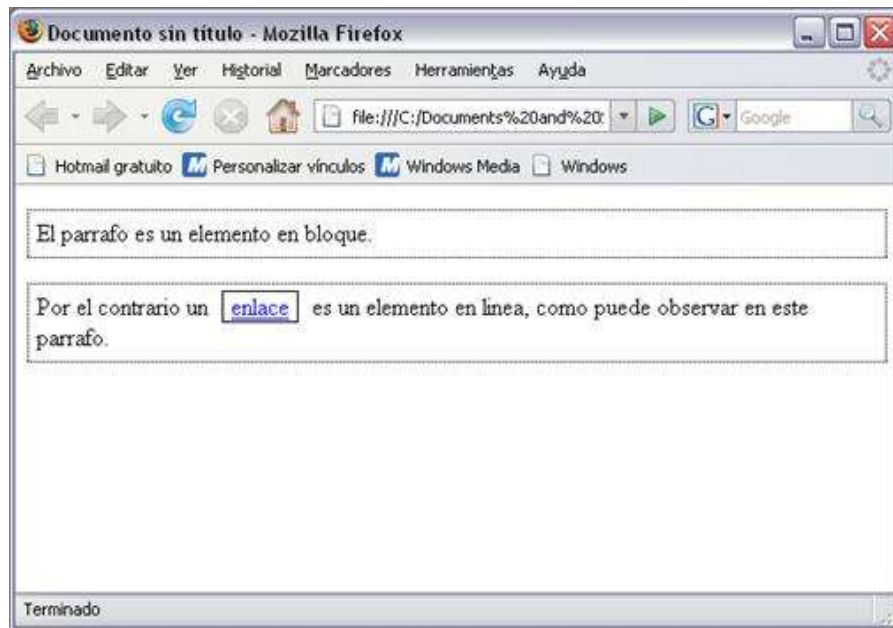 Documento sin título - Mozilla Firefox
Archivo Editar Ver Historial Marcadores Herramientas Ayuda
file:///C:/Documents%20and%20 G Google
Hotmail gratuito Personalizar vínculos Windows Media Windows
El parrafo es un elemento en bloque.
Por el contrario un enlace es un elemento en linea, como puede observar en este
parrafo.
Terminado